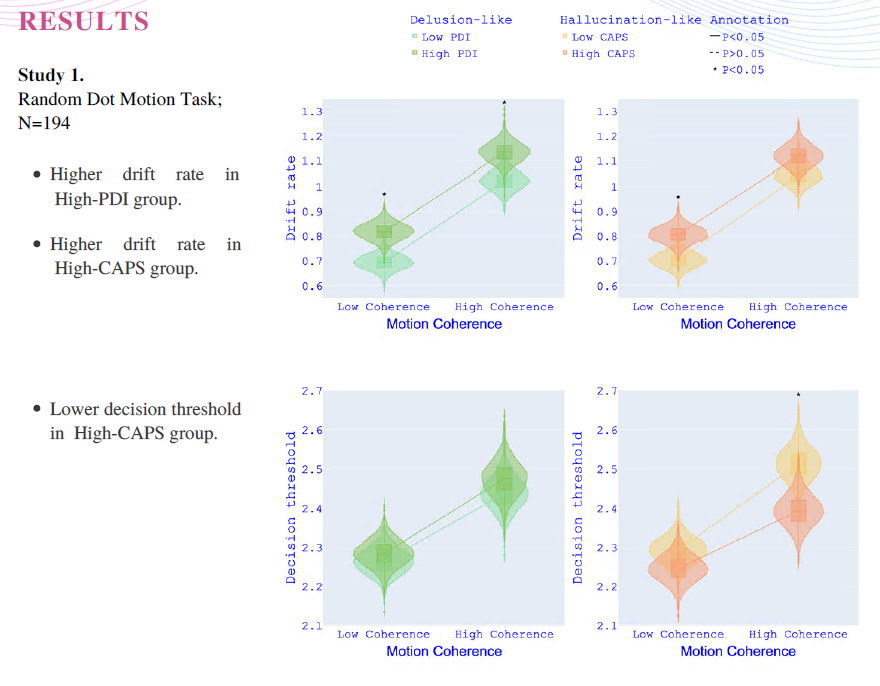 RESULTS
Study 1.
Random Dot Motion Task;
N=194
• Higher drift rate in
High-PDI group.
• Higher drift rate in
High-CAPS group.
• Lower decision threshold
in High-CAPS group.
Delusion-like Hallucination-like Annotation
Low PDI Low CAPS — P<0.05
High PDI High CAPS -- P>0.05
* P<0.05
Drift rate
1.3
1.2
1.1
1
0.9
0.8
0.7
0.6
*
*
Low Coherence High Coherence
Motion Coherence
Drift rate
1.3
1.2
1.1
1
0.9
0.8
0.7
0.6
*
Low Coherence High Coherence
Motion Coherence
Decision threshold
2.7
2.6
2.5
2.4
2.3
2.2
2.1
Low Coherence High Coherence
Motion Coherence
Decision threshold
2.7
2.6
2.5
2.4
2.3
2.2
2.1
*
Low Coherence High Coherence
Motion Coherence